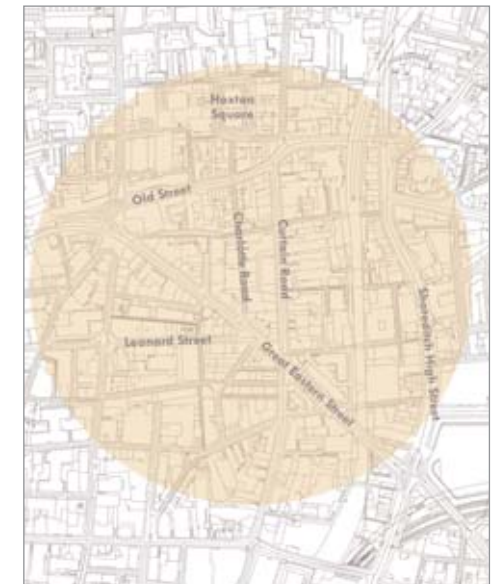 Hoxton
Square
Old Street
Charlotte Road
Curtain Road
Shoreditch High Street
Leonard Street
Great Eastern Street